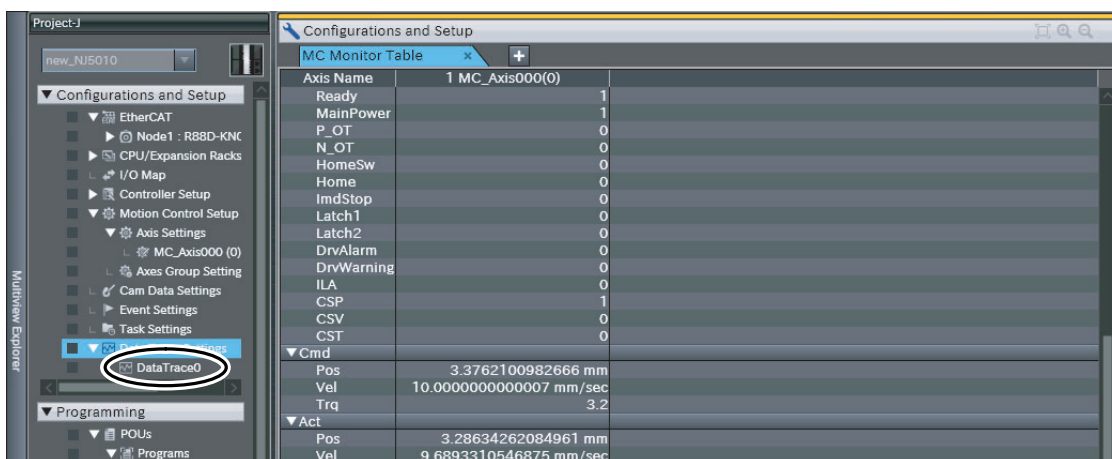 Project-J
new_NJ5010
▼ Configurations and Setup
▼ EtherCAT
▶ Node1 : R88D-KNC
▶ CPU/Expansion Racks
I/O Map
▶ Controller Setup
▼ Motion Control Setup
▼ Axis Settings
MC_Axis000 (0)
Axes Group Setting
Cam Data Settings
Event Settings
Task Settings
DataTrace0
▼ Programming
▼ POUs
▼ Programs
Multiview Explorer
Configurations and Setup
MC Monitor Table × +
Axis Name 1 MC_Axis000(0)
Ready 1
MainPower 1
P_OT 0
N_OT 0
HomeSw 0
Home 0
ImdStop 0
Latch1 0
Latch2 0
DrvAlarm 0
DrvWarning 0
ILA 0
CSP 1
CSV 0
CST 0
▼Cmd
Pos 3.3762100982666 mm
Vel 10.0000000000007 mm/sec
Trq 3.2
▼Act
Pos 3.28634262084961 mm
Vel 9.6893310546875 mm/sec